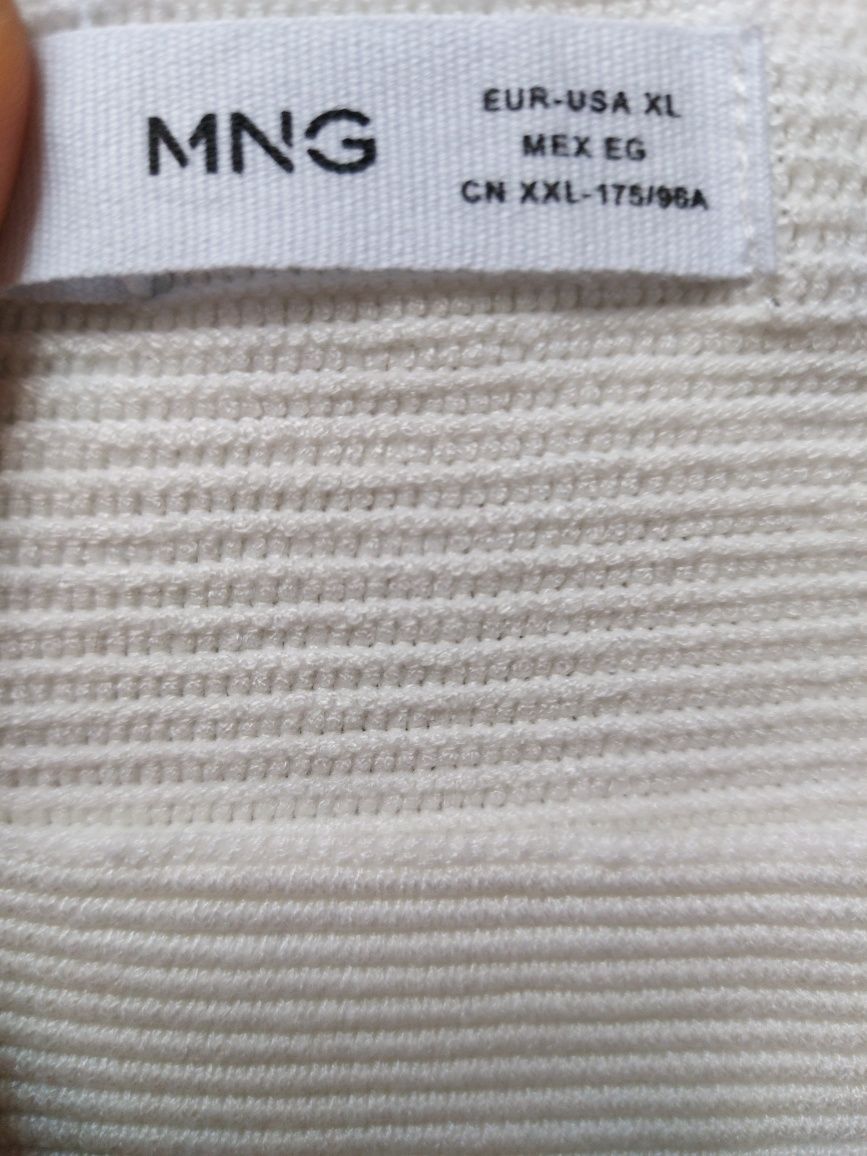 MNG
EUR-USA XL
MEX EG
CN XXL-175/96A